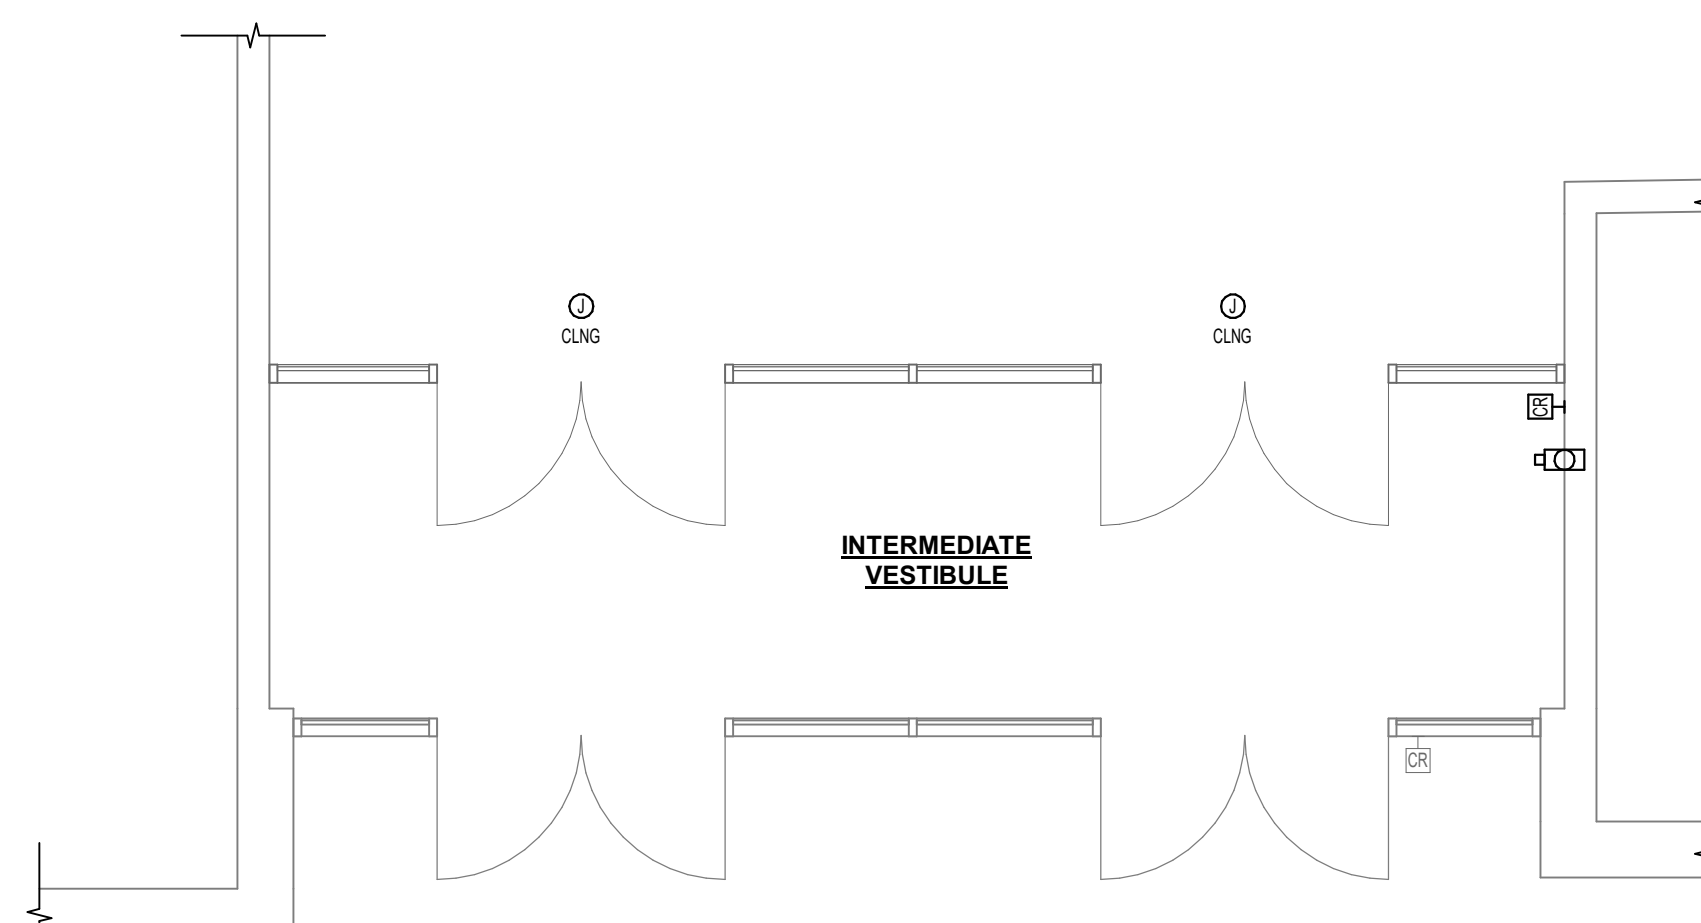 J
CLNG
J
CLNG
CR
INTERMEDIATE
VESTIBULE
CR